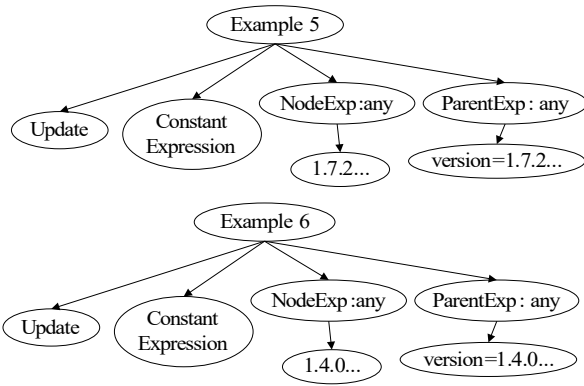 Example 5
NodeExp:any
ParentExp: any
Update
Constant
Expression
1.7.2...
version=1.7.2...
Example 6
NodeExp:any
ParentExp: any
Update
Constant
Expression
1.4.0...
version=1.4.0...